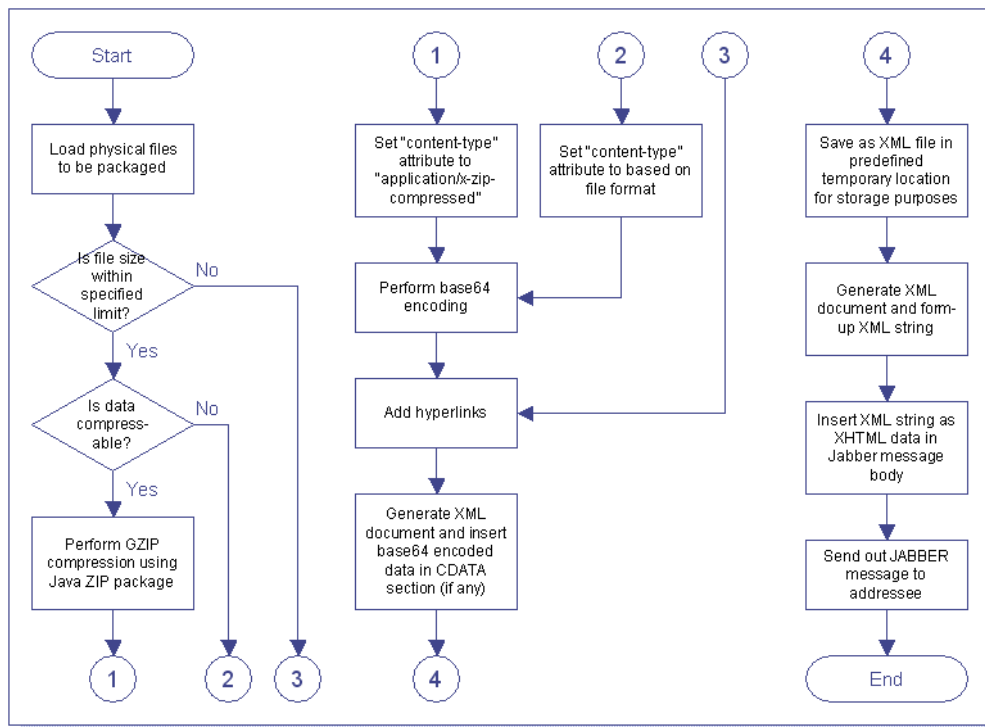 Start
Load physical files
to be packaged
Is file size
within
specified
limit?
No
Yes
Is data
compress-
able?
No
Yes
Perform GZIP
compression using
Java ZIP package
1
2
3
1
Set "content-type"
attribute to
"application/x-zip-
compressed"
2
Set "content-type"
attribute to based on
file format
3
Perform base64
encoding
Add hyperlinks
Generate XML
document and insert
base64 encoded
data in CDATA
section (if any)
4
4
Save as XML file in
predefined
temporary location
for storage purposes
Generate XML
document and form-
up XML string
Insert XML string as
XHTML data in
Jabber message
body
Send out JABBER
message to
addressee
End